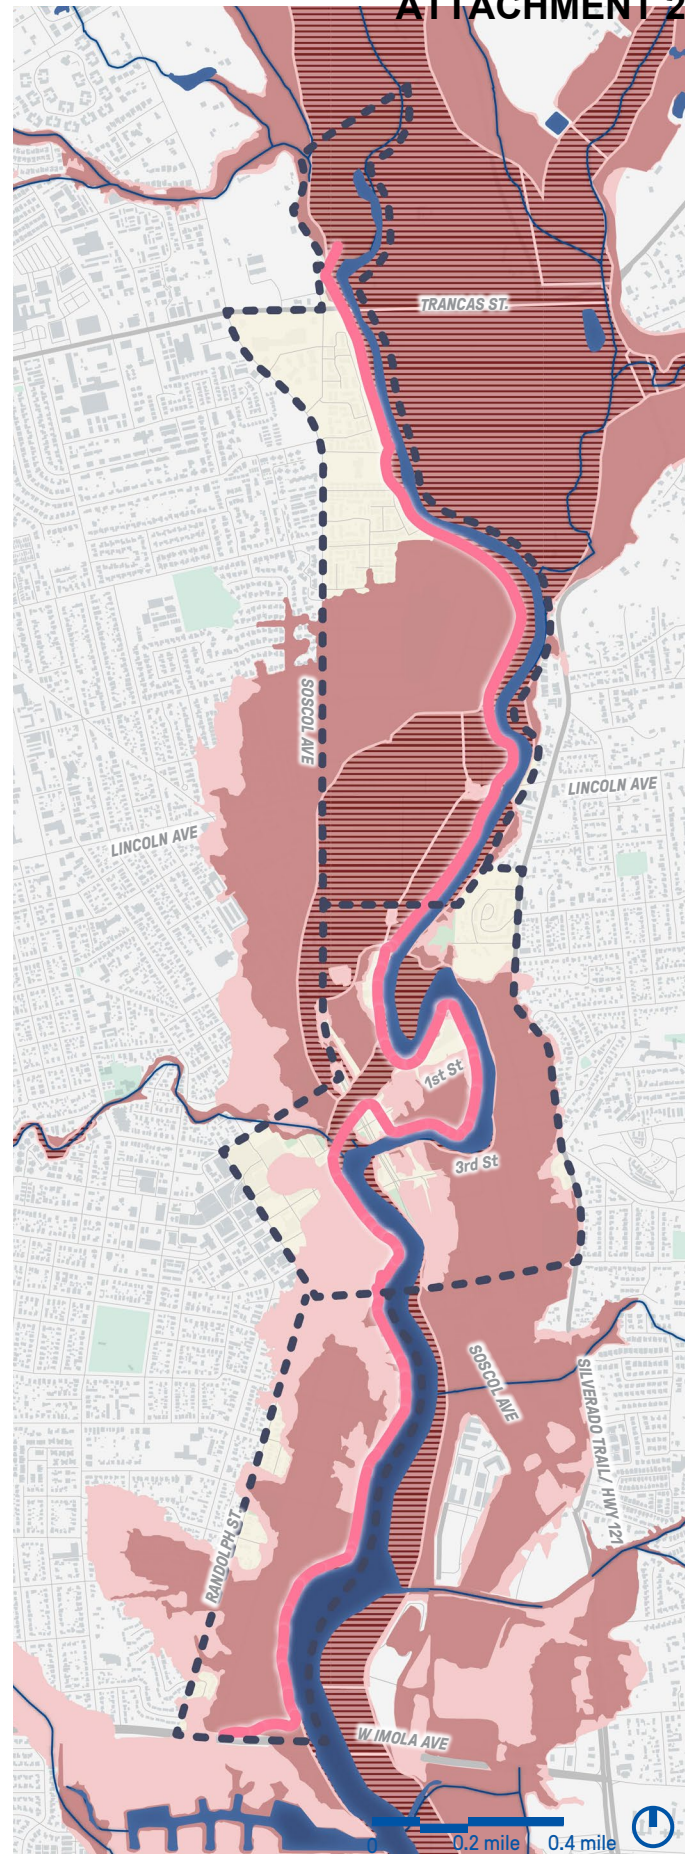 ATTACHMENT 2
TRANCAS ST.
SOSCOL AVE
LINCOLN AVE
LINCOLN AVE
1st St
3rd St
SOSCOL AVE
SILVERADO TRAIL/ HWY 121
RANDOLPH ST.
W.IMOLA AVE
0 0.2 mile 0.4 mile